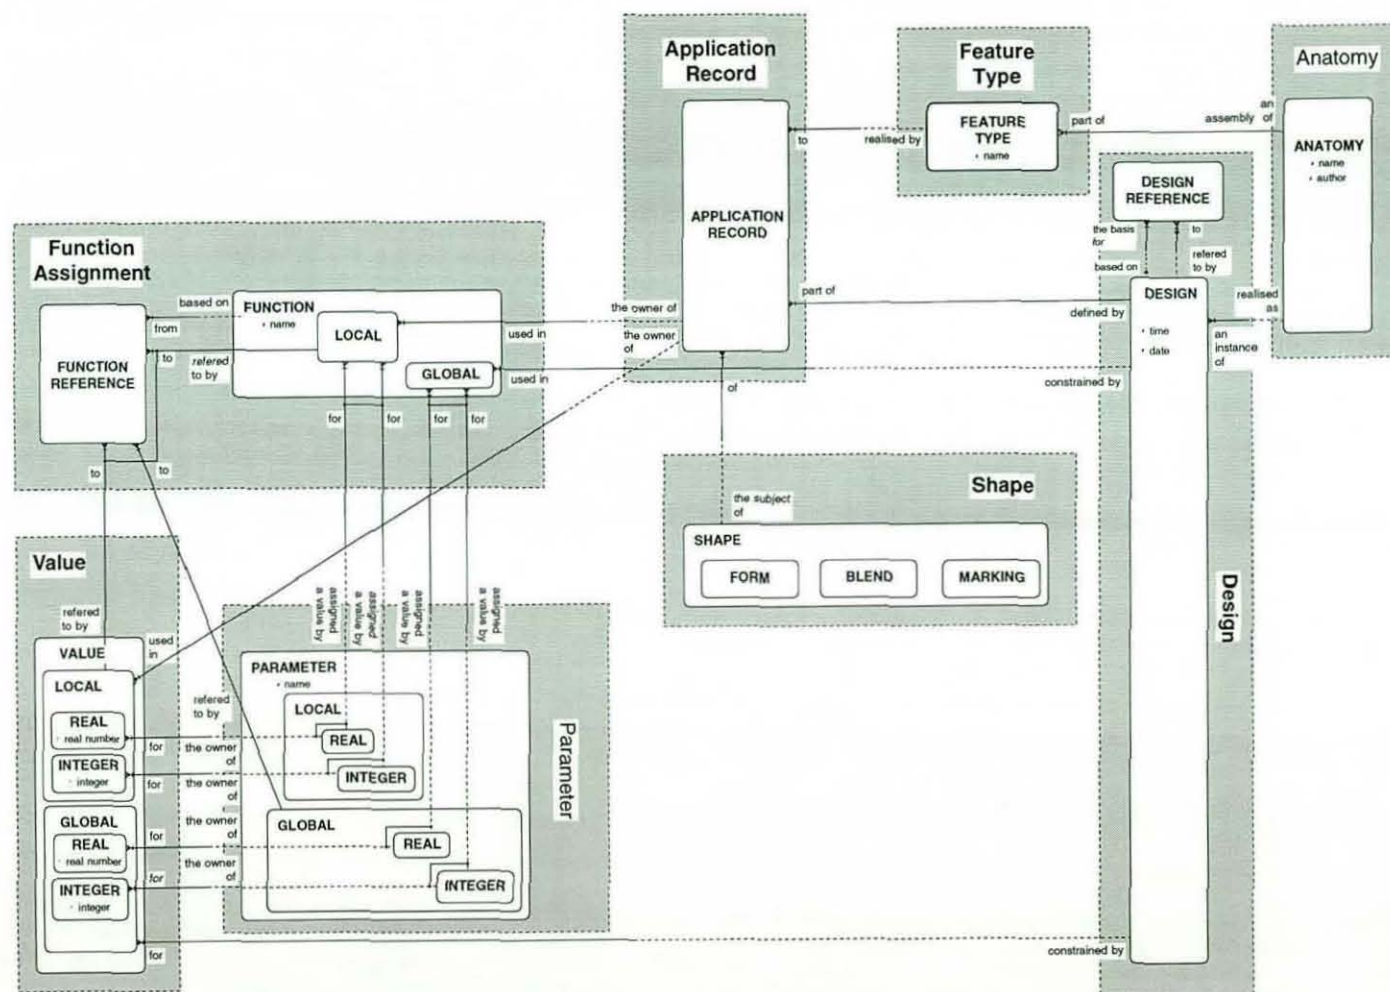 Application
Record
to
APPLICATION
RECORD
part of
the owner of
the owner
of
of
Feature
Type
FEATURE
TYPE
· name
realised by
part of
Anatomy
an
assembly of
ANATOMY
· name
· author
realised
as
DESIGN
REFERENCE
the basis
for
to
based on
refered
to by
DESIGN
· time
· date
defined by
an
instance
of
constrained by
constrained by
Design
Function
Assignment
FUNCTION
REFERENCE
based on
from
to
refered
to by
to
to
FUNCTION
· name
LOCAL
GLOBAL
used in
used in
for
for
for
for
Shape
the subject
of
SHAPE
FORM
BLEND
MARKING
Value
refered
to by
VALUE
used
in
LOCAL
REAL
· real number
for
INTEGER
· integer
for
GLOBAL
REAL
· real number
for
INTEGER
· integer
for
for
assigned
a value by
assigned
a value by
assigned
a value by
assigned
a value by
PARAMETER
· name
refered
to by
LOCAL
REAL
the owner
of
INTEGER
the owner
of
GLOBAL
the owner
of
REAL
the owner
of
INTEGER
Parameter